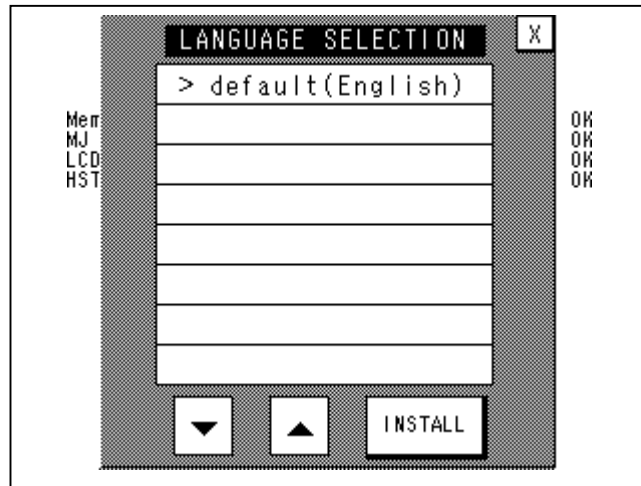 LANGUAGE SELECTION
X
> default(English)
Mem OK
MJ OK
LCD OK
HST OK
INSTALL